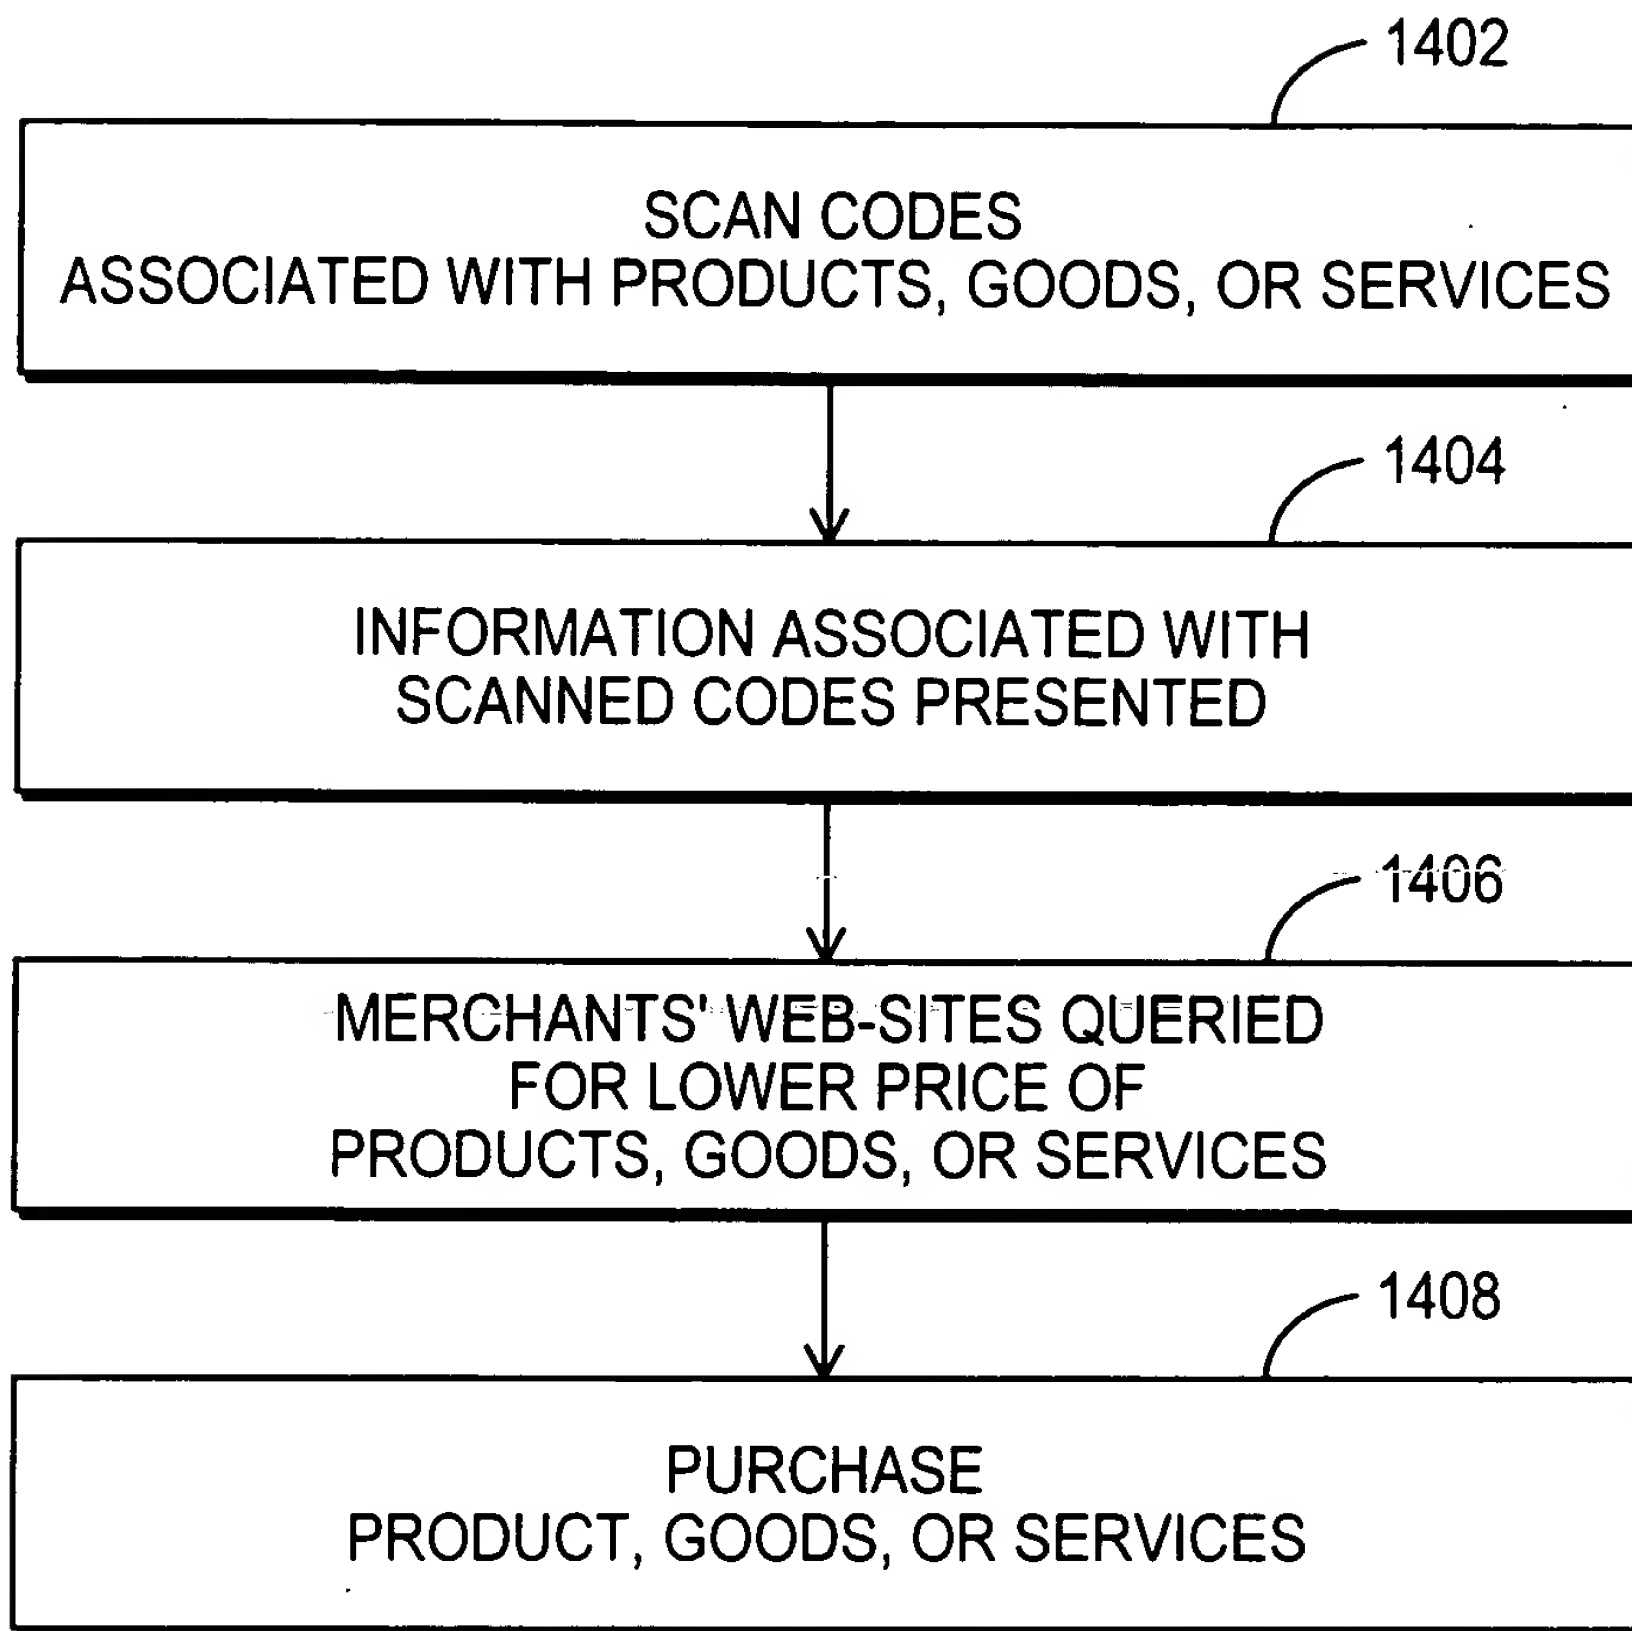 1402
SCAN CODES
ASSOCIATED WITH PRODUCTS, GOODS, OR SERVICES
1404
INFORMATION ASSOCIATED WITH
SCANNED CODES PRESENTED
1406
MERCHANTS' WEB-SITES QUERIED
FOR LOWER PRICE OF
PRODUCTS, GOODS, OR SERVICES
1408
PURCHASE
PRODUCT, GOODS, OR SERVICES